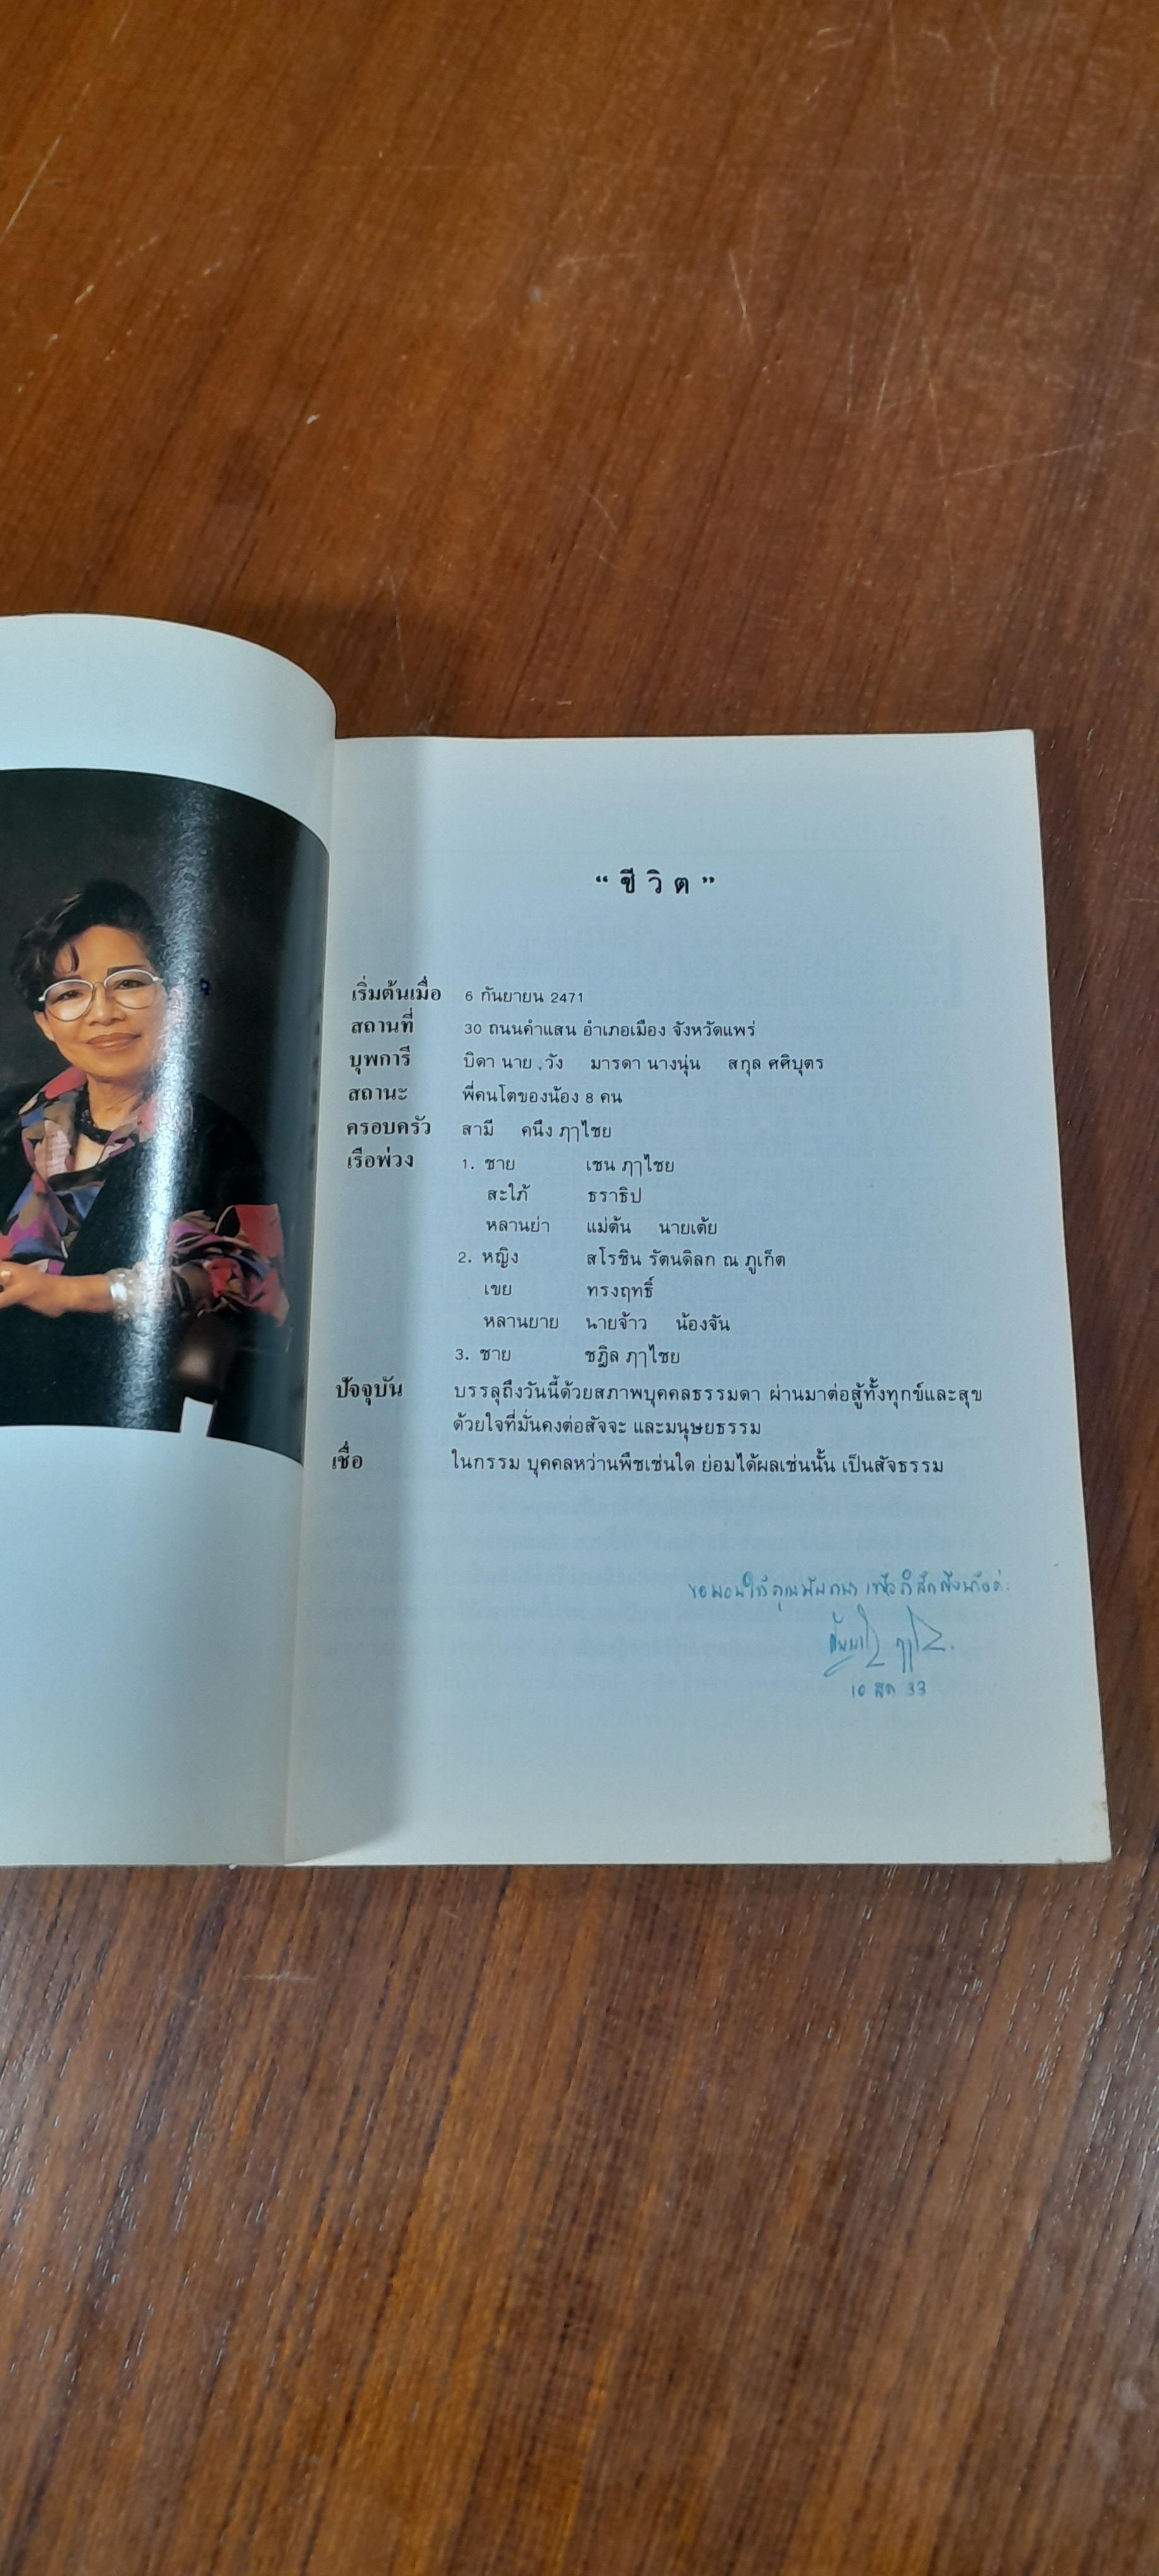 “ ชี วิ ต ”
เริ่มต้นเมื่อ 6 กันยายน 2471
สถานที่ 30 ถนนคำแสน อำเภอเมือง จังหวัดแพร่
บุพการี บิดา นาย วัง มารดา นางนุ่น สกุล ศศิบุตร
สถานะ พี่คนโตของน้อง 8 คน
ครอบครัว สามี คนึง ฦาไชย
เรือพ่วง 1. ชาย เชน ฦาไชย
สะใภ้ ธราธิป
หลานย่า แม่ต้น นายเต้ย
2. หญิง สโรชิน รัตนดิลก ณ ภูเก็ต
เขย ทรงฤทธิ์
หลานยาย นายจ้าว น้องจัน
3. ชาย ชฎิล ฦาไชย
ปัจจุบัน บรรลุถึงวันนี้ด้วยสภาพบุคคลธรรมดา ผ่านมาต่อสู้ทั้งทุกข์และสุข
ด้วยใจที่มั่นคงต่อสัจจะ และมนุษยธรรม
เชื่อ ในกรรม บุคคลหว่านพืชเช่นใด ย่อมได้ผลเช่นนั้น เป็นสัจธรรม
ขอมอบให้คุณ
ฦาไชย
10 สค 33